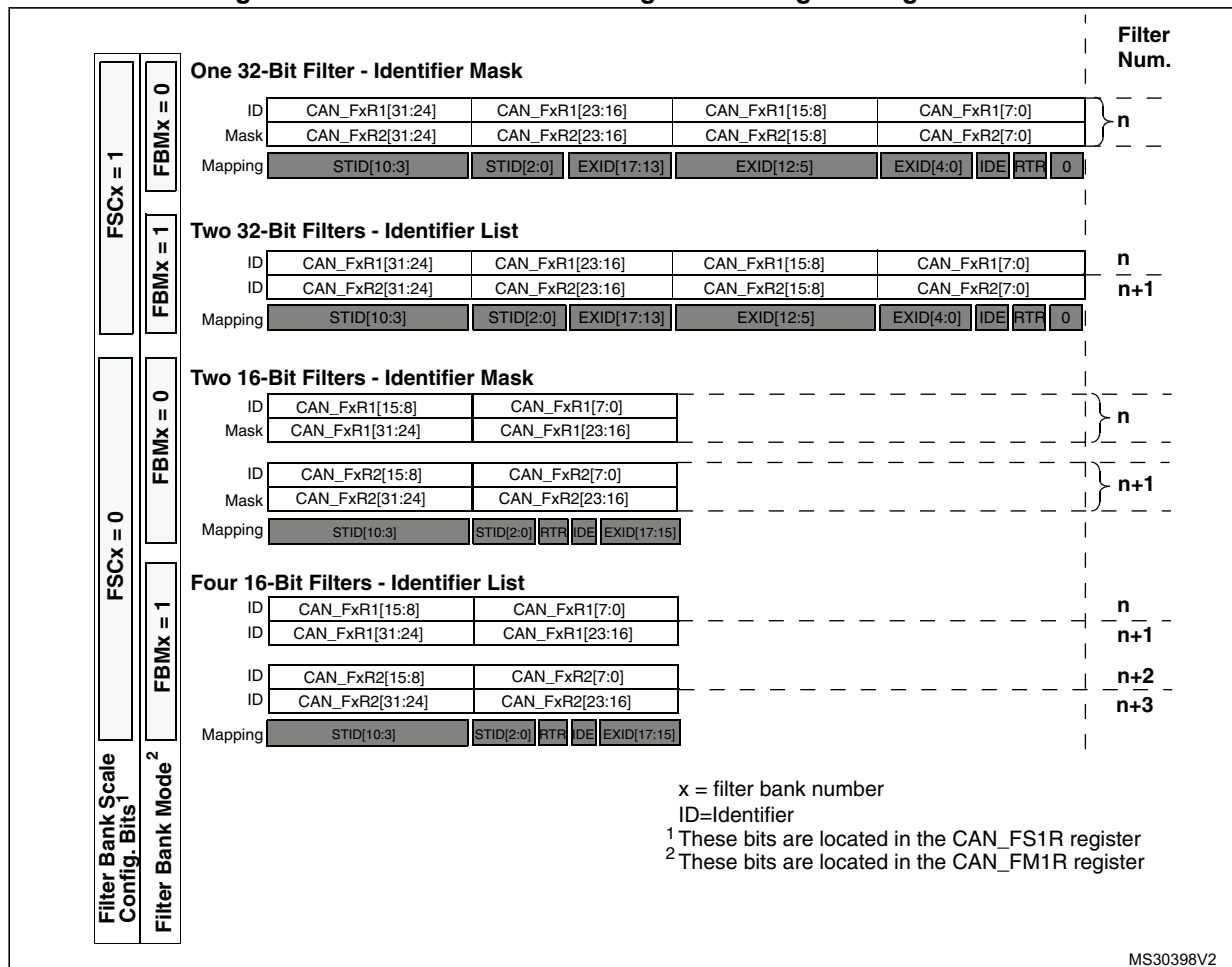 Filter
Num.
One 32-Bit Filter - Identifier Mask
ID CAN_FxR1[31:24] CAN_FxR1[23:16] CAN_FxR1[15:8] CAN_FxR1[7:0] n
Mask CAN_FxR2[31:24] CAN_FxR2[23:16] CAN_FxR2[15:8] CAN_FxR2[7:0]
Mapping STID[10:3] STID[2:0] EXID[17:13] EXID[12:5] EXID[4:0] IDE RTR 0
FSCx = 1
FBMx = 0
Two 32-Bit Filters - Identifier List
ID CAN_FxR1[31:24] CAN_FxR1[23:16] CAN_FxR1[15:8] CAN_FxR1[7:0] n
ID CAN_FxR2[31:24] CAN_FxR2[23:16] CAN_FxR2[15:8] CAN_FxR2[7:0] n+1
Mapping STID[10:3] STID[2:0] EXID[17:13] EXID[12:5] EXID[4:0] IDE RTR 0
FBMx = 1
Two 16-Bit Filters - Identifier Mask
ID CAN_FxR1[15:8] CAN_FxR1[7:0] n
Mask CAN_FxR1[31:24] CAN_FxR1[23:16]
ID CAN_FxR2[15:8] CAN_FxR2[7:0] n+1
Mask CAN_FxR2[31:24] CAN_FxR2[23:16]
Mapping STID[10:3] STID[2:0] RTR IDE EXID[17:15]
FSCx = 0
FBMx = 0
Four 16-Bit Filters - Identifier List
ID CAN_FxR1[15:8] CAN_FxR1[7:0] n
ID CAN_FxR1[31:24] CAN_FxR1[23:16] n+1
ID CAN_FxR2[15:8] CAN_FxR2[7:0] n+2
ID CAN_FxR2[31:24] CAN_FxR2[23:16] n+3
Mapping STID[10:3] STID[2:0] RTR IDE EXID[17:15]
FBMx = 1
Filter Bank Scale
Config. Bits1
Filter Bank Mode2
x = filter bank number
ID=Identifier
1 These bits are located in the CAN_FS1R register
2 These bits are located in the CAN_FM1R register
MS30398V2